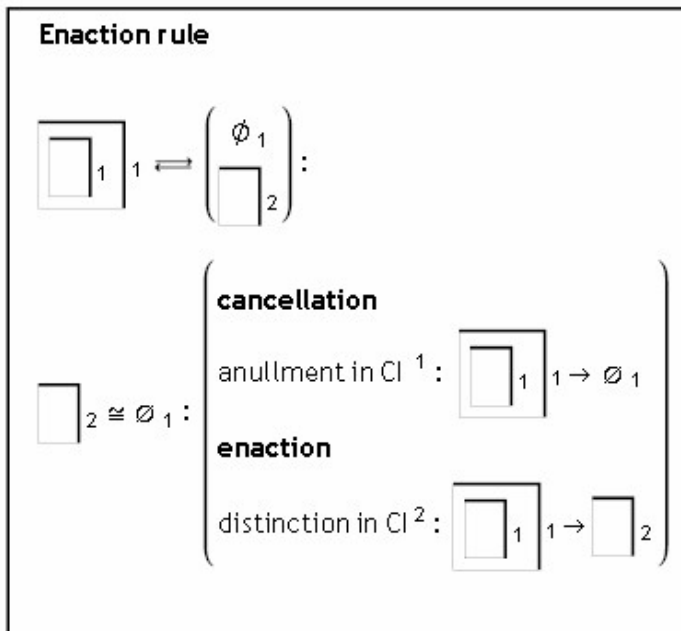 Enaction rule
1 1 ⇌ ( ∅ 1 2 ) :
cancellation
anullment in CI 1 : 1 1 → ∅ 1
2 ≅ ∅ 1 :
enaction
distinction in CI 2 : 1 1 → 2